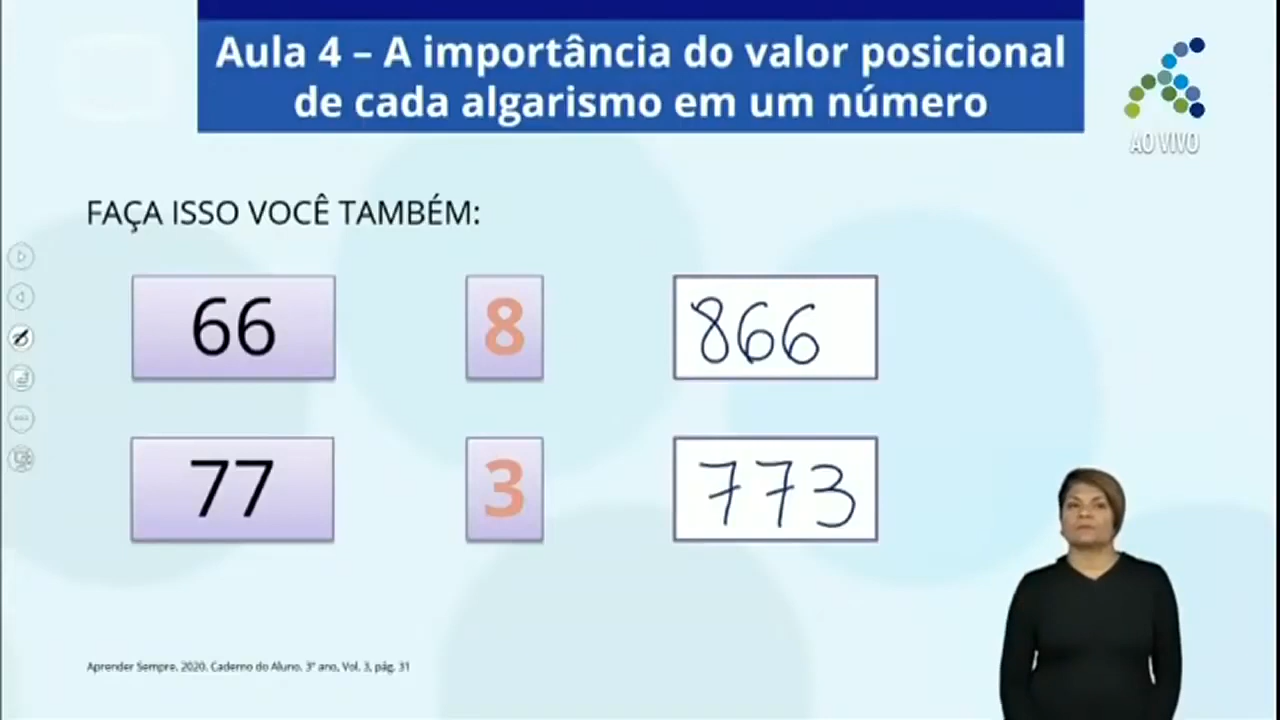 Aula 4 – A importância do valor posicional
de cada algarismo em um número
AO VIVO
FAÇA ISSO VOCÊ TAMBÉM:
66 8 866
77 3 773
Aprender Sempre. 2020. Caderno do Aluno. 3º ano, Vol. 3, pág. 31